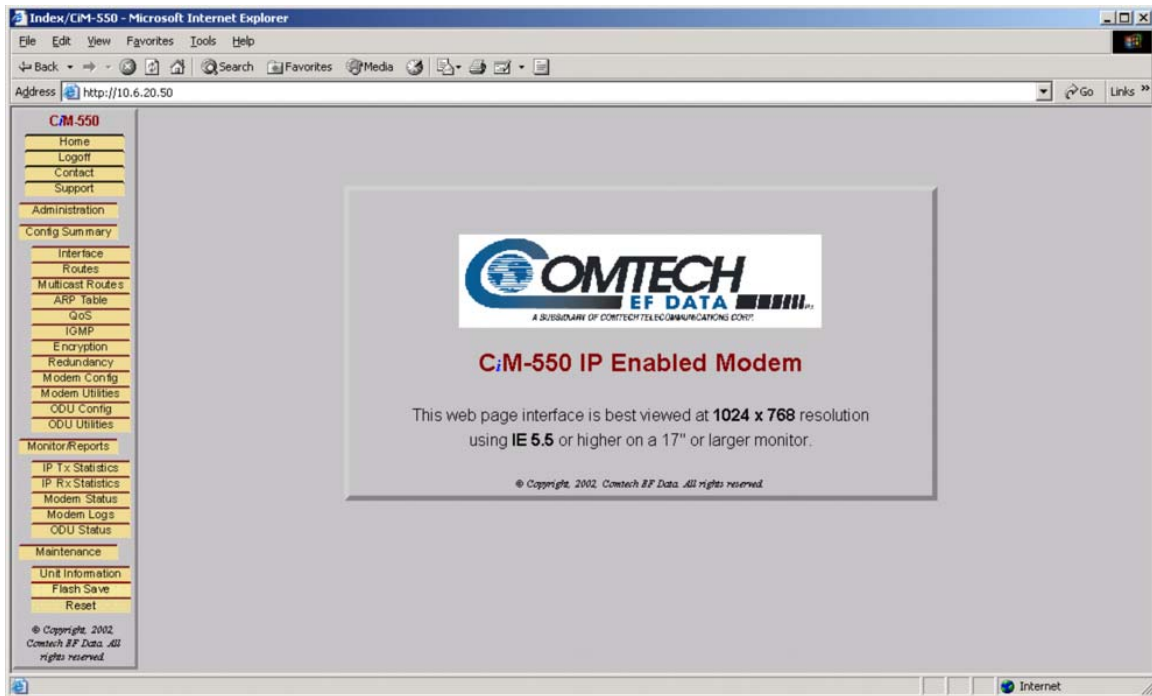 Index/CiM-550 - Microsoft Internet Explorer
File Edit View Favorites Tools Help
Back Search Favorites Media
Address http://10.6.20.50 Go Links »
CiM-550
Home
Logoff
Contact
Support
Administration
Config Summary
Interface
Routes
Multicast Routes
ARP Table
QoS
IGMP
Encryption
Redundancy
Modem Config
Modem Utilities
ODU Config
ODU Utilities
Monitor/Reports
IP Tx Statistics
IP Rx Statistics
Modem Status
Modem Logs
ODU Status
Maintenance
Unit Information
Flash Save
Reset
© Copyright, 2002,
Comtech EF Data. All
rights reserved.
COMTECH
EF DATA
A SUBSIDIARY OF COMTECH TELECOMMUNICATIONS CORP.
CiM-550 IP Enabled Modem
This web page interface is best viewed at 1024 x 768 resolution
using IE 5.5 or higher on a 17" or larger monitor.
© Copyright, 2002, Comtech EF Data. All rights reserved.
Internet